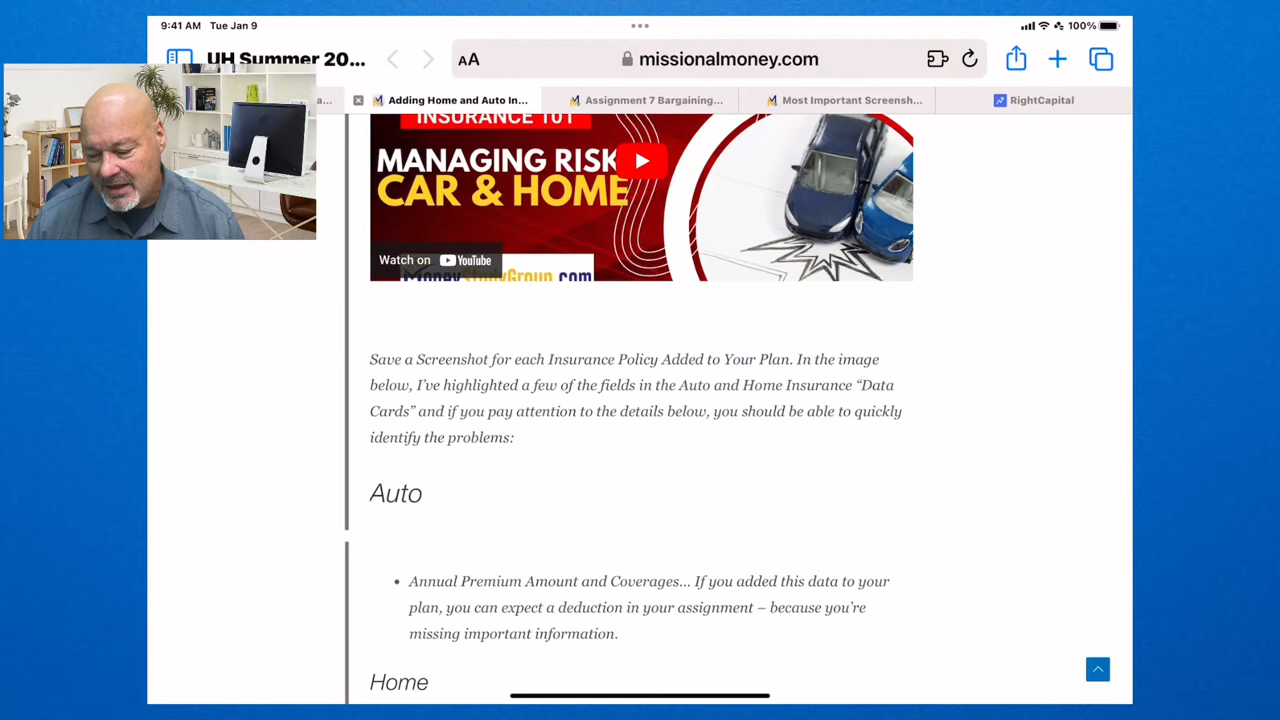 9:41 AM Tue Jan 9
100%
UH Summer 20...
AA
missionalmoney.com
a...
Adding Home and Auto In...
Assignment 7 Bargaining...
Most Important Screensh...
RightCapital
INSURANCE 101
MANAGING RISK
CAR & HOME
Watch on YouTube
MoneyStudyGroup.com
Save a Screenshot for each Insurance Policy Added to Your Plan. In the image
below, I’ve highlighted a few of the fields in the Auto and Home Insurance “Data
Cards” and if you pay attention to the details below, you should be able to quickly
identify the problems:
Auto
• Annual Premium Amount and Coverages... If you added this data to your
plan, you can expect a deduction in your assignment – because you’re
missing important information.
Home